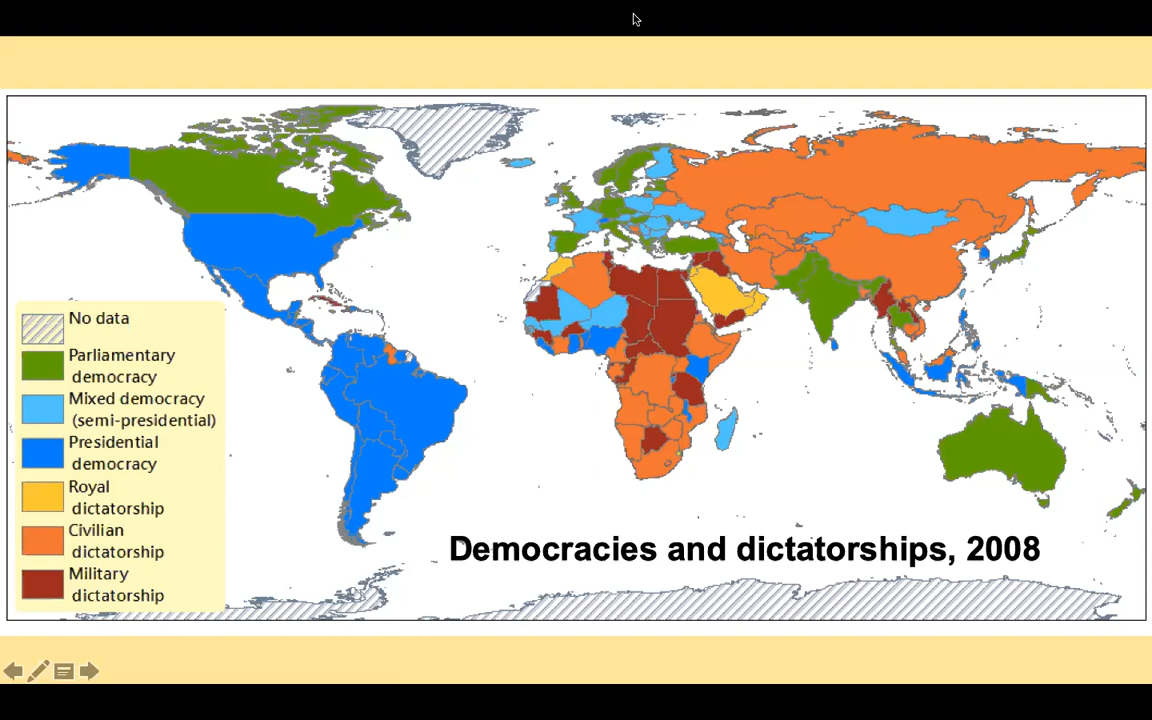 No data
Parliamentary
democracy
Mixed democracy
(semi-presidential)
Presidential
democracy
Royal
dictatorship
Civilian
dictatorship
Military
dictatorship
Democracies and dictatorships, 2008